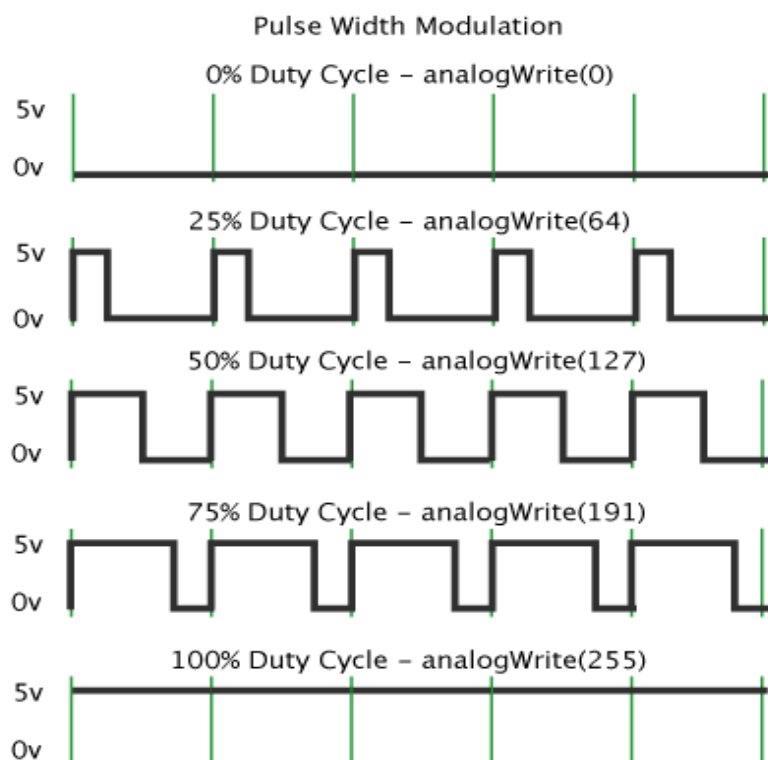 Pulse Width Modulation
0% Duty Cycle – analogWrite(0)
5v
0v
25% Duty Cycle – analogWrite(64)
5v
0v
50% Duty Cycle – analogWrite(127)
5v
0v
75% Duty Cycle – analogWrite(191)
5v
0v
100% Duty Cycle – analogWrite(255)
5v
0v